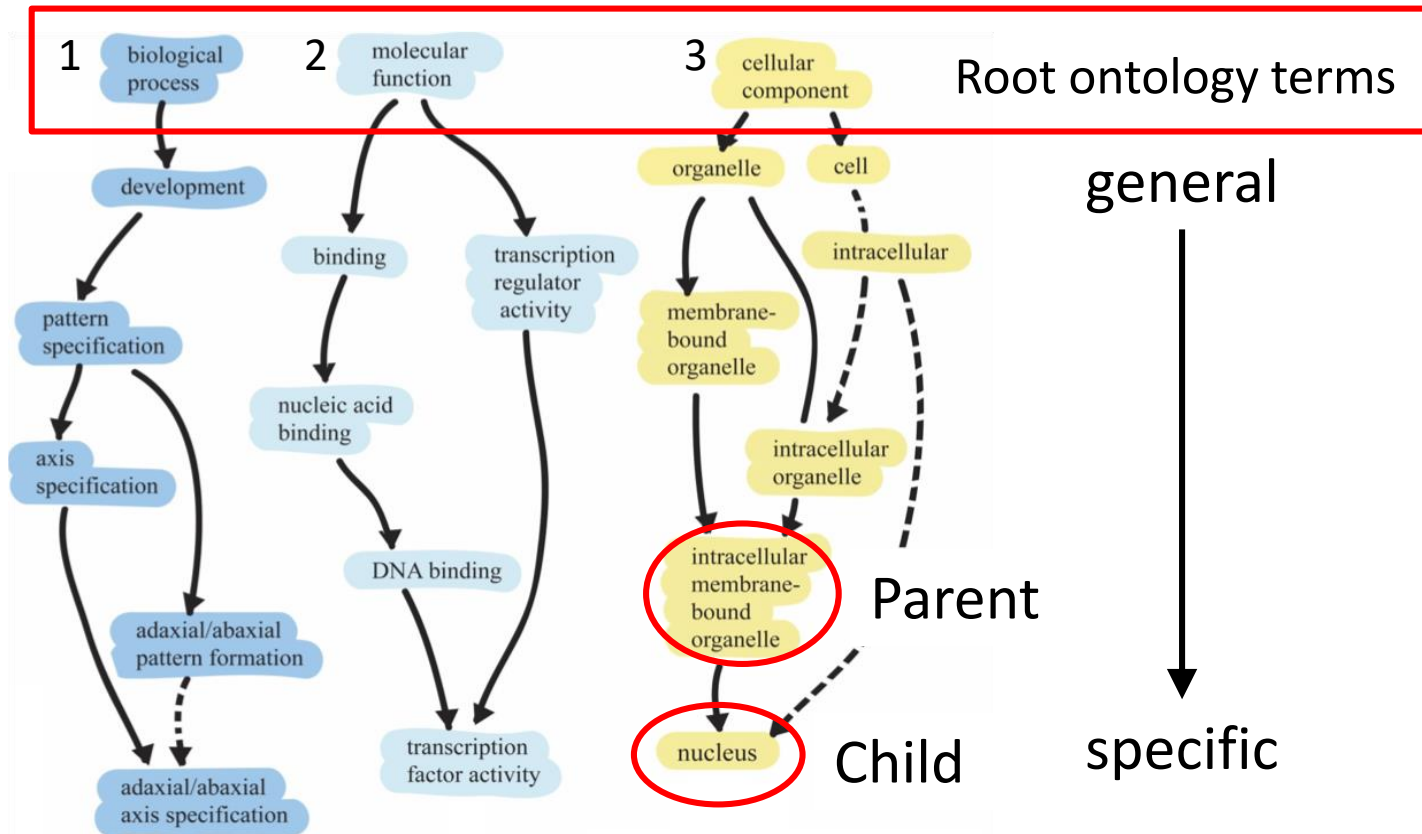 1
biological
process
2
molecular
function
3
cellular
component
Root ontology terms
development
organelle
cell
general
binding
transcription
regulator
activity
intracellular
pattern
specification
membrane-
bound
organelle
nucleic acid
binding
axis
specification
intracellular
organelle
DNA binding
intracellular
membrane-
bound
organelle
Parent
adaxial/abaxial
pattern formation
transcription
factor activity
nucleus
Child
specific
adaxial/abaxial
axis specification